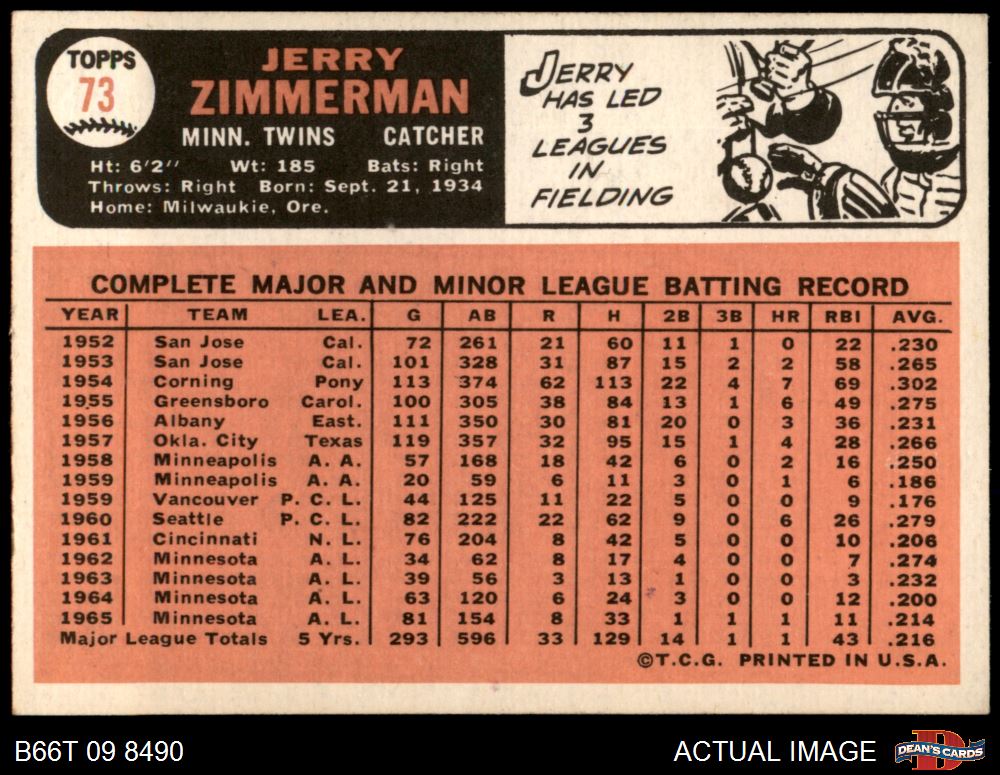 TOPPS
73
JERRY
ZIMMERMAN
MINN. TWINS CATCHER
Ht: 6'2'' Wt: 185 Bats: Right
Throws: Right Born: Sept. 21, 1934
Home: Milwaukie, Ore.
JERRY
HAS LED
3
LEAGUES
IN
FIELDING
COMPLETE MAJOR AND MINOR LEAGUE BATTING RECORD
YEAR TEAM LEA. G AB R H 2B 3B HR RBI AVG.
1952 San Jose Cal. 72 261 21 60 11 1 0 22 .230
1953 San Jose Cal. 101 328 31 87 15 2 2 58 .265
1954 Corning Pony 113 374 62 113 22 4 7 69 .302
1955 Greensboro Carol. 100 305 38 84 13 1 6 49 .275
1956 Albany East. 111 350 30 81 20 0 3 36 .231
1957 Okla. City Texas 119 357 32 95 15 1 4 28 .266
1958 Minneapolis A. A. 57 168 18 42 6 0 2 16 .250
1959 Minneapolis A. A. 20 59 6 11 3 0 1 6 .186
1959 Vancouver P. C. L. 44 125 11 22 5 0 0 9 .176
1960 Seattle P. C. L. 82 222 22 62 9 0 6 26 .279
1961 Cincinnati N. L. 76 204 8 42 5 0 0 10 .206
1962 Minnesota A. L. 34 62 8 17 4 0 0 7 .274
1963 Minnesota A. L. 39 56 3 13 1 0 0 3 .232
1964 Minnesota A. L. 63 120 6 24 3 0 0 12 .200
1965 Minnesota A. L. 81 154 8 33 1 1 1 11 .214
Major League Totals 5 Yrs. 293 596 33 129 14 1 1 43 .216
©T.C.G. PRINTED IN U.S.A.
B66T 09 8490
ACTUAL IMAGE
DEAN'S CARDS